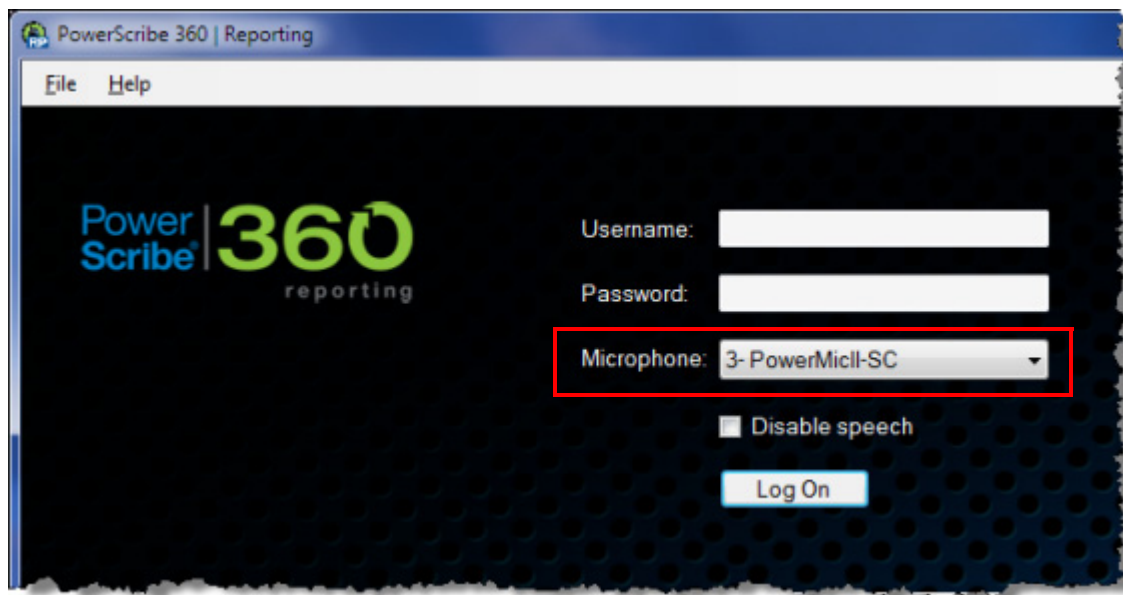 PowerScribe 360 | Reporting
File Help
Power
Scribe® 360
reporting
Username:
Password:
Microphone: 3- PowerMicII-SC
Disable speech
Log On